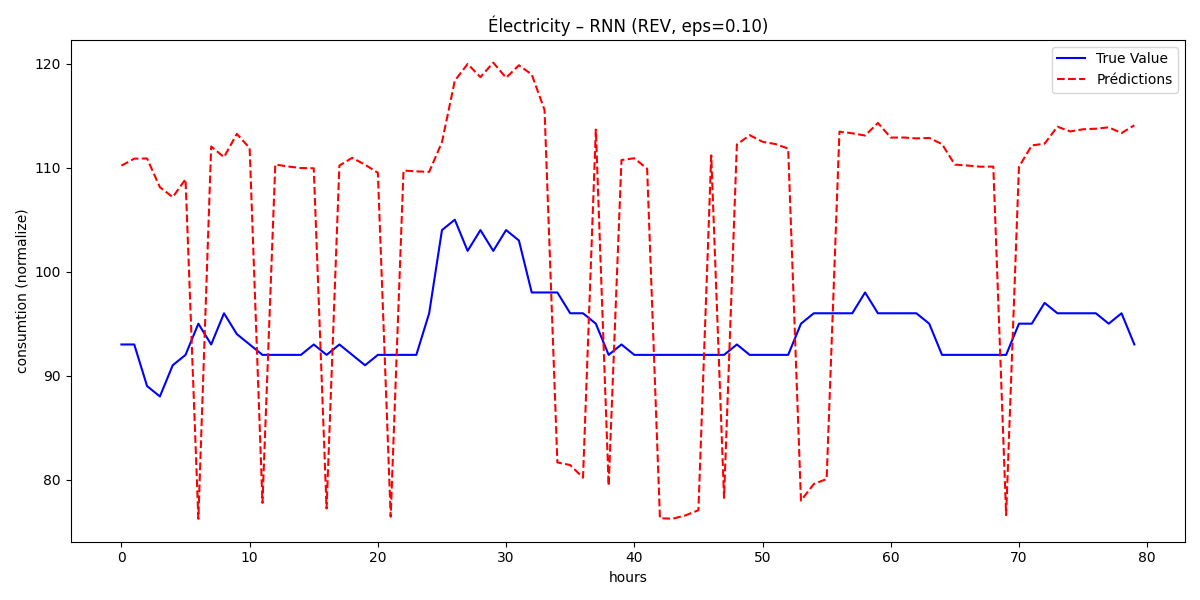 Électricity – RNN (REV, eps=0.10)
True Value
Prédictions
consumtion (normalize)
120
110
100
90
80
0 10 20 30 40 50 60 70 80
hours